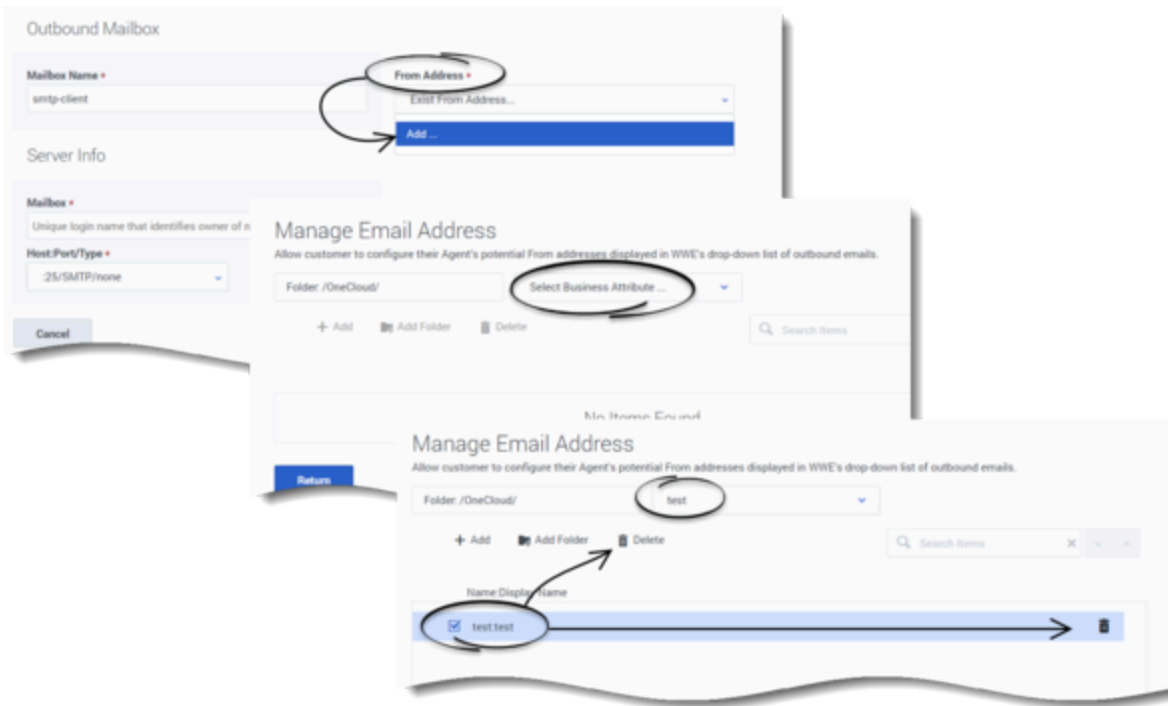 Outbound Mailbox
Mailbox Name •
From Address •
smtp-client
Exist From Address...
Add ...
Server Info
Mailbox •
Unique login name that identifies owner of
Host:Port/Type •
:25/SMTP/none
Cancel
Manage Email Address
Allow customer to configure their Agent's potential From addresses displayed in WWE's drop-down list of outbound emails.
Folder: /OneCloud/
Select Business Attribute ...
+ Add
Add Folder
Delete
Search Items
No Items Found
Return
Manage Email Address
Allow customer to configure their Agent's potential From addresses displayed in WWE's drop-down list of outbound emails.
Folder: /OneCloud/
test
+ Add
Add Folder
Delete
Search Items
Name:Display Name
test:test